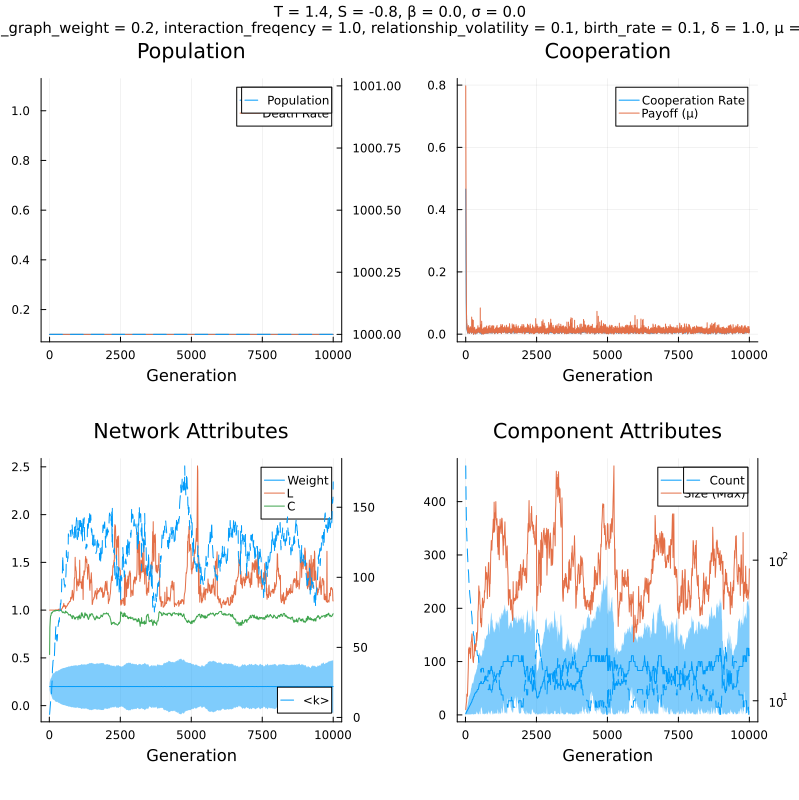 T = 1.4, S = -0.8, β = 0.0, σ = 0.0
_graph_weight = 0.2, interaction_freqency = 1.0, relationship_volatility = 0.1, birth_rate = 0.1, δ = 1.0, μ =
Population
1.0
0.8
0.6
0.4
0.2
Population
Death Rate
1001.00
1000.75
1000.50
1000.25
1000.00
0 2500 5000 7500 10000
Generation
Cooperation
0.8
0.6
0.4
0.2
0.0
Cooperation Rate
Payoff (μ)
0 2500 5000 7500 10000
Generation
Network Attributes
2.5
2.0
1.5
1.0
0.5
0.0
Weight
L
C
<k>
150
100
50
0
0 2500 5000 7500 10000
Generation
Component Attributes
400
300
200
100
0
Count
Size (Max)
10²
10¹
0 2500 5000 7500 10000
Generation